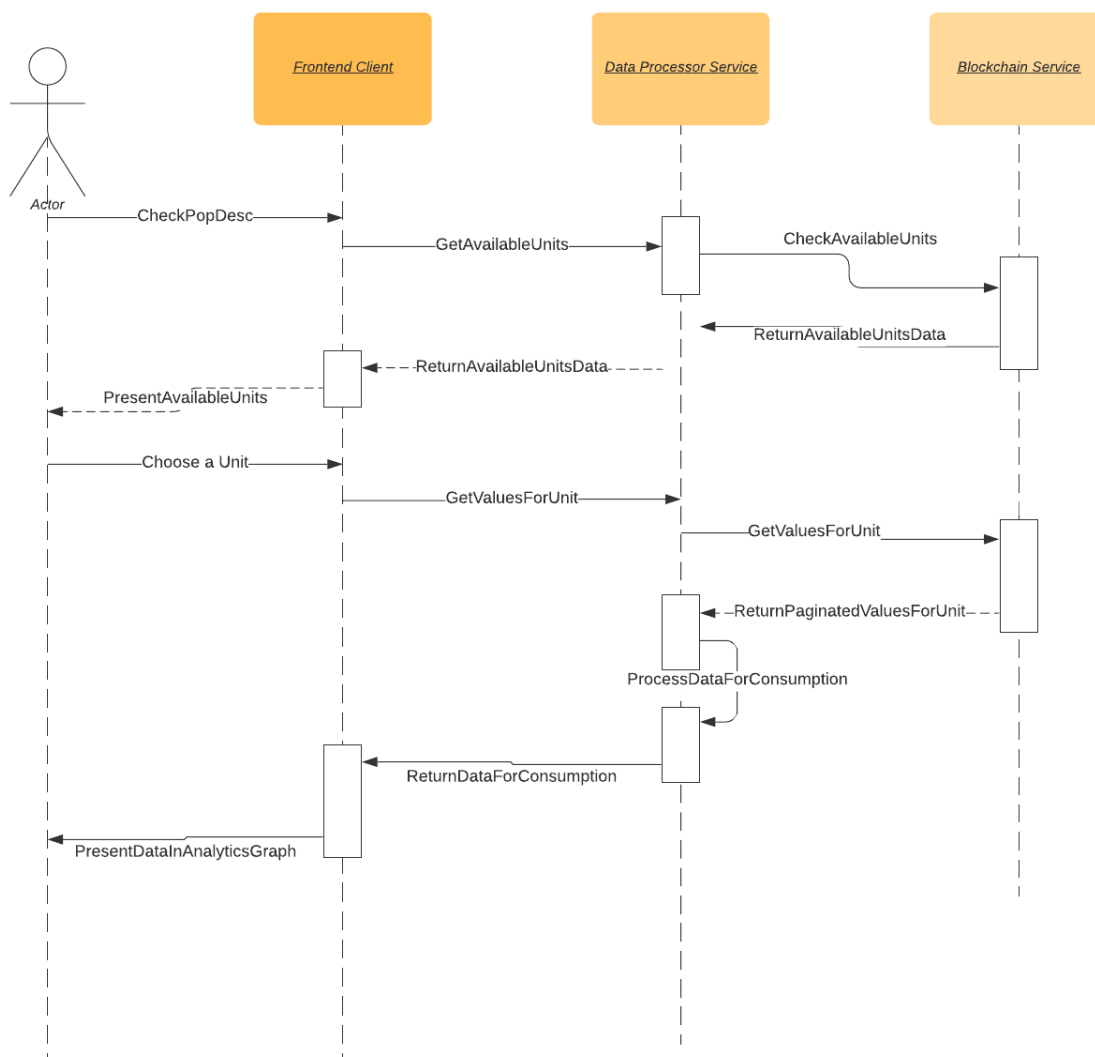 Frontend Client
Data Processor Service
Blockchain Service
Actor
CheckPopDesc
GetAvailableUnits
CheckAvailableUnits
ReturnAvailableUnitsData
ReturnAvailableUnitsData
PresentAvailableUnits
Choose a Unit
GetValuesForUnit
GetValuesForUnit
ReturnPaginatedValuesForUnit
ProcessDataForConsumption
ReturnDataForConsumption
PresentDataInAnalyticsGraph